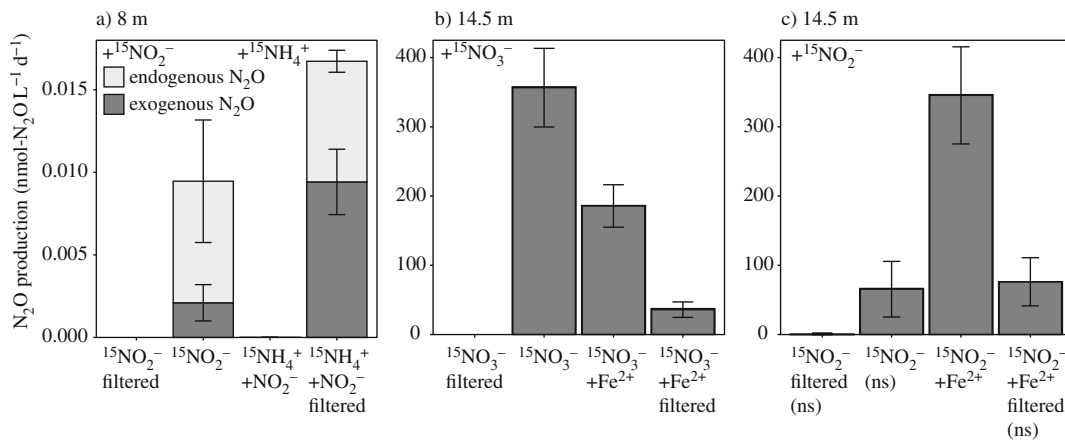 a) 8 m
b) 14.5 m
c) 14.5 m
N₂O production (nmol-N₂O L⁻¹ d⁻¹)
0.015
0.010
0.005
0.000
+¹⁵NO₂⁻
+¹⁵NH₄⁺
endogenous N₂O
exogenous N₂O
¹⁵NO₂⁻
filtered
¹⁵NO₂⁻
¹⁵NH₄⁺
+NO₂⁻
¹⁵NH₄⁺
+NO₂⁻
filtered
400
300
200
100
0
+¹⁵NO₃⁻
¹⁵NO₃⁻
filtered
¹⁵NO₃⁻
¹⁵NO₃⁻
+Fe²⁺
¹⁵NO₃⁻
+Fe²⁺
filtered
400
300
200
100
0
+¹⁵NO₂⁻
¹⁵NO₂⁻
filtered
(ns)
¹⁵NO₂⁻
(ns)
¹⁵NO₂⁻
+Fe²⁺
¹⁵NO₂⁻
+Fe²⁺
filtered
(ns)